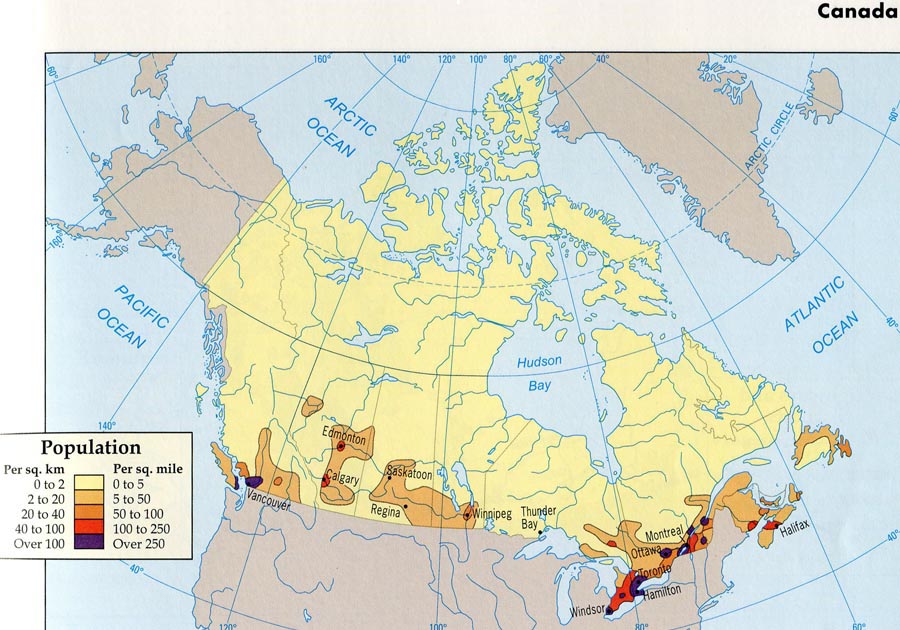 Canada
160°
140°
120°
100°
80°
60°
40°
20°
60°
60°
160°
ARCTIC
OCEAN
ARCTIC CIRCLE
PACIFIC
OCEAN
ATLANTIC
OCEAN
40°
Hudson
Bay
140°
Edmonton
Calgary
Saskatoon
Regina
Winnipeg
Thunder
Bay
Vancouver
Montreal
Ottawa
Toronto
Hamilton
Windsor
Halifax
Population
Per sq. km Per sq. mile
0 to 2 0 to 5
2 to 20 5 to 50
20 to 40 50 to 100
40 to 100 100 to 250
Over 100 Over 250
40°
40°
120°
100°
80°
60°